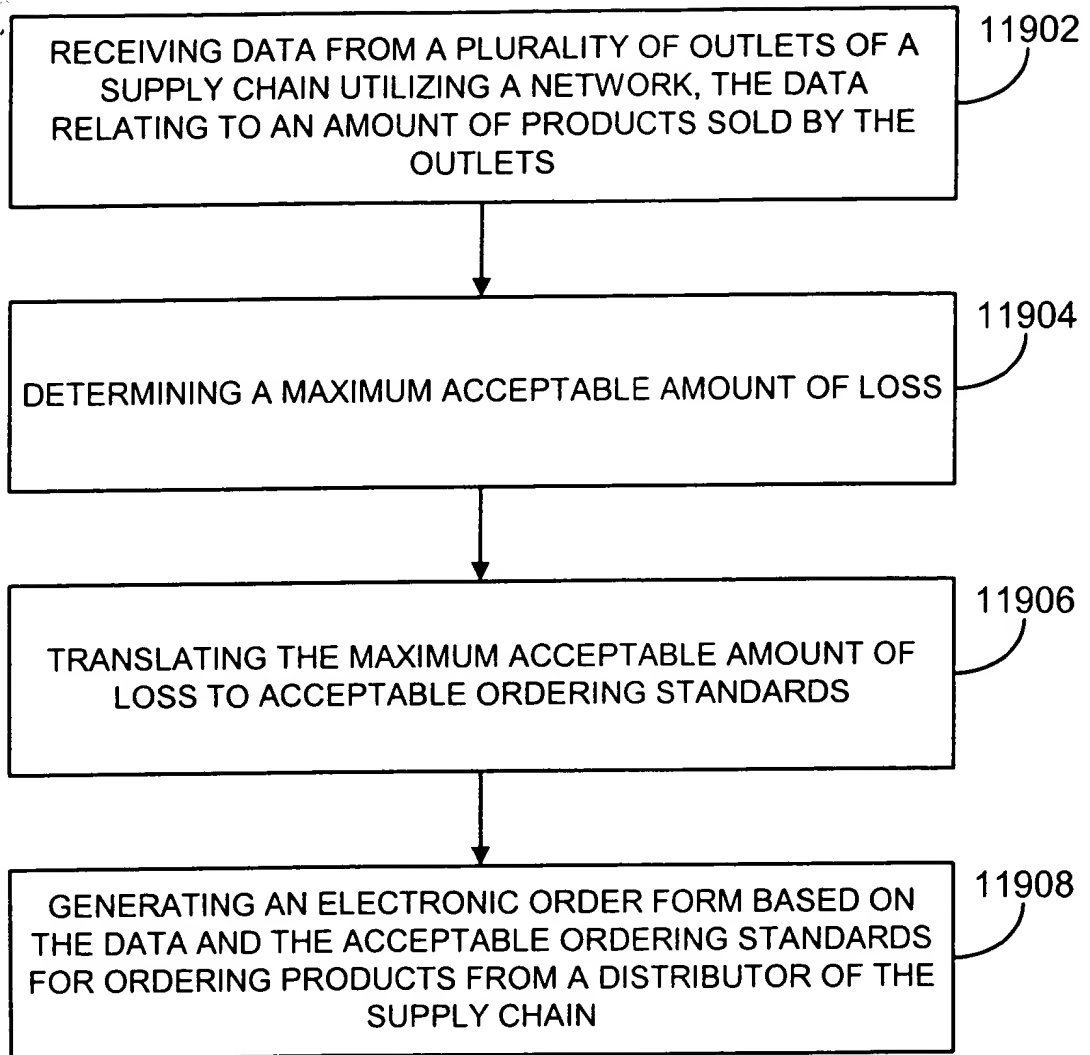 RECEIVING DATA FROM A PLURALITY OF OUTLETS OF A
SUPPLY CHAIN UTILIZING A NETWORK, THE DATA
RELATING TO AN AMOUNT OF PRODUCTS SOLD BY THE
OUTLETS
11902
DETERMINING A MAXIMUM ACCEPTABLE AMOUNT OF LOSS
11904
TRANSLATING THE MAXIMUM ACCEPTABLE AMOUNT OF
LOSS TO ACCEPTABLE ORDERING STANDARDS
11906
GENERATING AN ELECTRONIC ORDER FORM BASED ON
THE DATA AND THE ACCEPTABLE ORDERING STANDARDS
FOR ORDERING PRODUCTS FROM A DISTRIBUTOR OF THE
SUPPLY CHAIN
11908